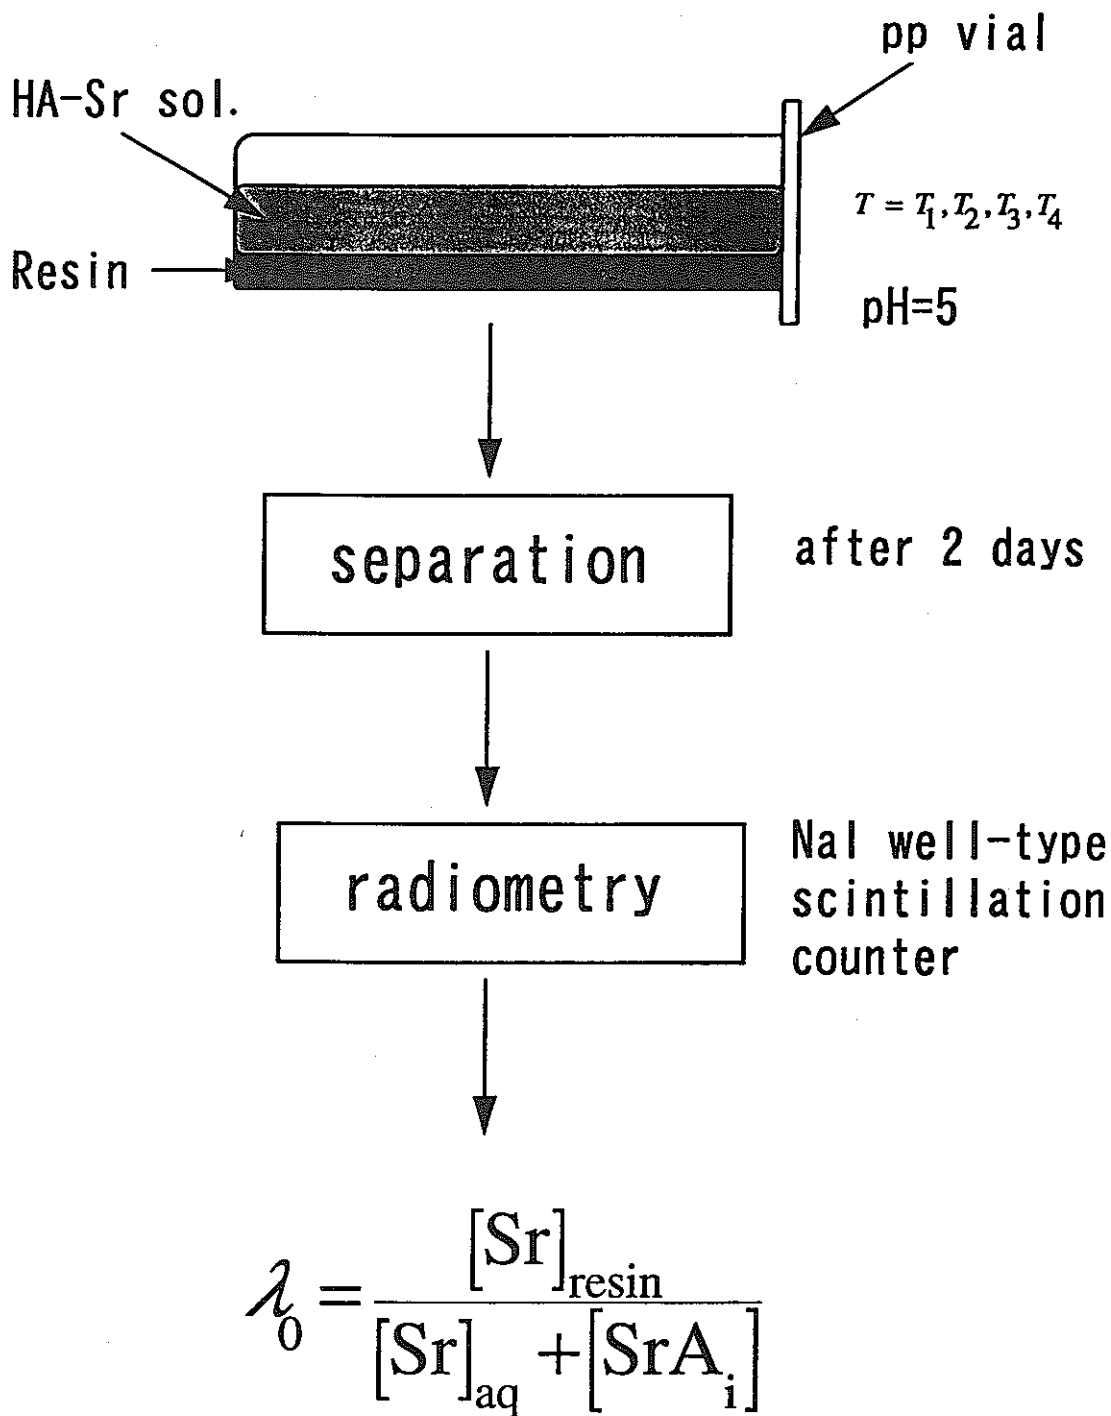 pp vial
HA-Sr sol.
T = T₁,T₂,T₃,T₄
Resin
pH=5
separation
after 2 days
radiometry
NaI well-type
scintillation
counter
λ₀ = [Sr]resin / [Sr]aq + [SrAi]